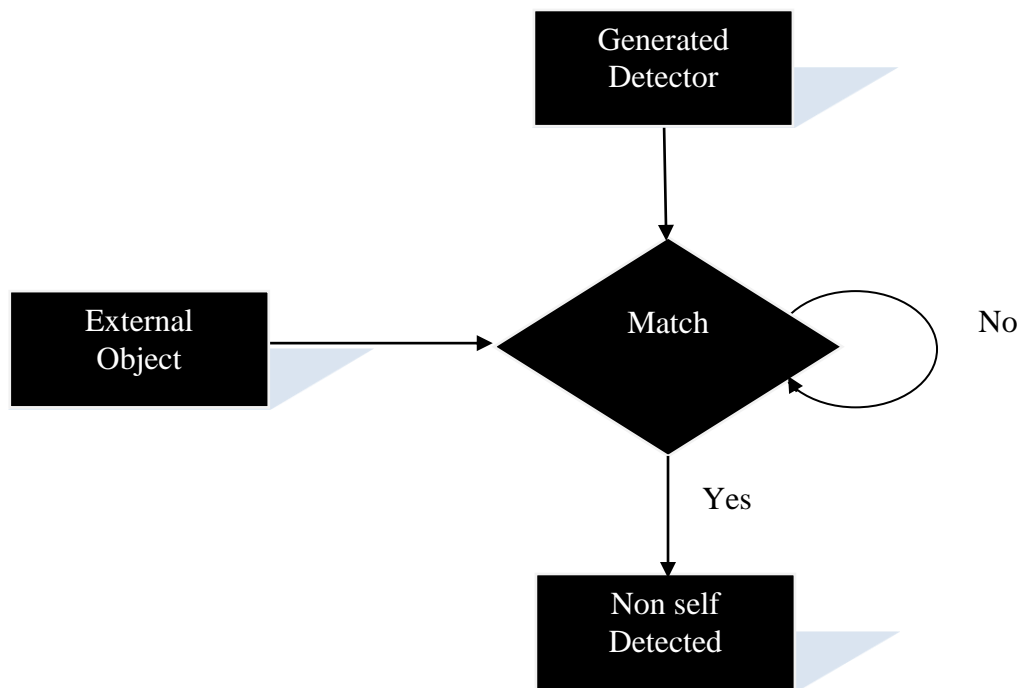 Generated
Detector
External
Object
Match
No
Yes
Non self
Detected